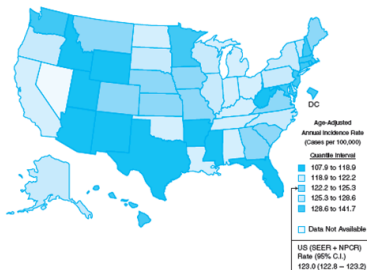 DC
Age-Adjusted
Annual Incidence Rate
(Cases per 100,000)
Quantile Interval
107.9 to 118.9
118.9 to 122.2
122.2 to 125.3
125.3 to 128.6
128.6 to 141.7
Data Not Available
US (SEER + NPCR)
Rate (95% C.I.)
123.0 (122.8 – 123.2)